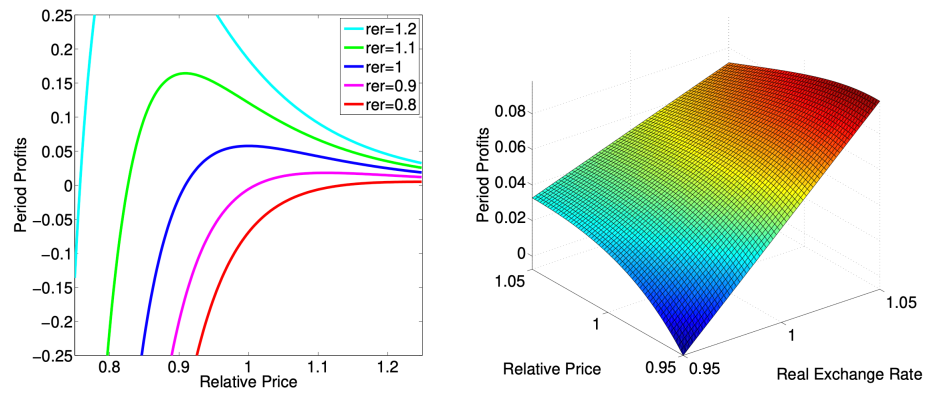 0.25
0.2
0.15
0.1
0.05
0
−0.05
−0.1
−0.15
−0.2
−0.25
Period Profits
0.8
0.9
1
1.1
1.2
Relative Price
rer=1.2
rer=1.1
rer=1
rer=0.9
rer=0.8
Period Profits
0.08
0.06
0.04
0.02
0
1.05
1
0.95
Relative Price
0.95
1
1.05
Real Exchange Rate